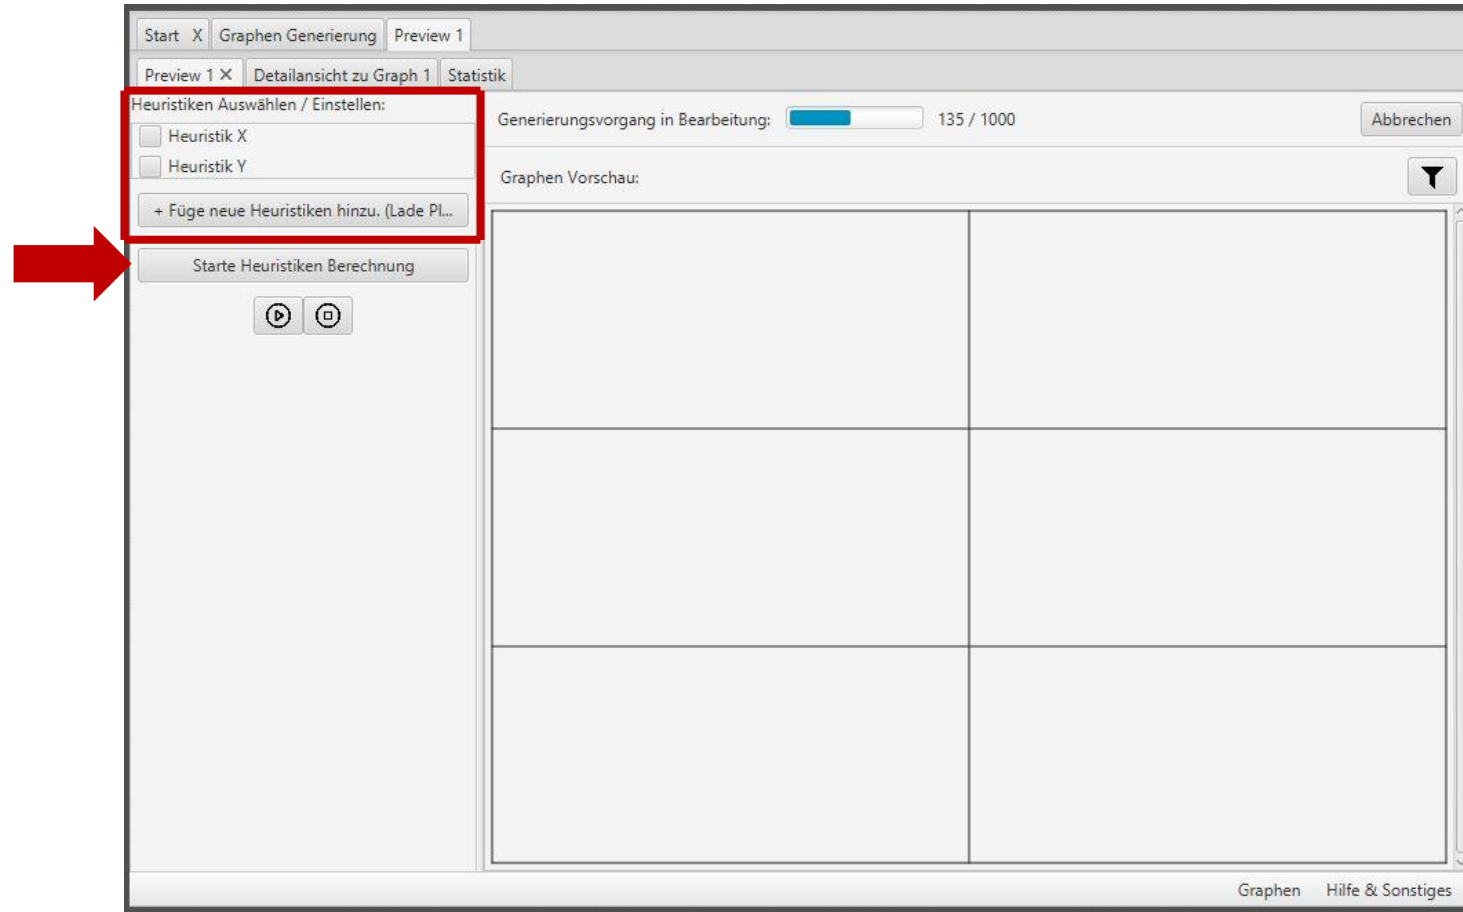 Start X Graphen Generierung Preview 1
Preview 1 X Detailansicht zu Graph 1 Statistik
Heuristiken Auswählen / Einstellen:
Heuristik X
Heuristik Y
+ Füge neue Heuristiken hinzu. (Lade Pl...
Starte Heuristiken Berechnung
Generierungsvorgang in Bearbeitung: 135 / 1000 Abbrechen
Graphen Vorschau:
Graphen Hilfe & Sonstiges